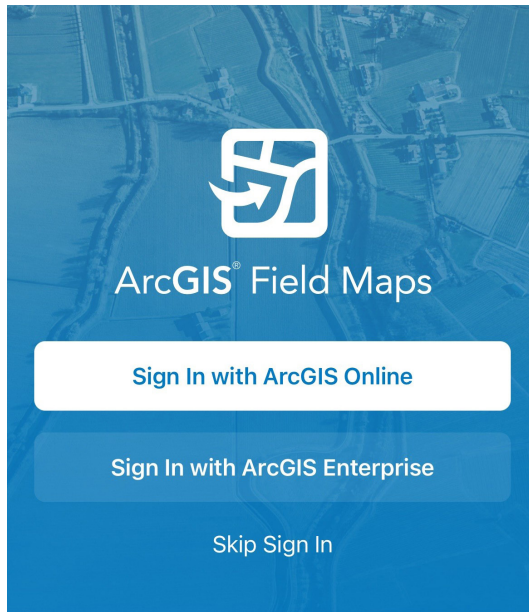 ArcGIS® Field Maps
Sign In with ArcGIS Online
Sign In with ArcGIS Enterprise
Skip Sign In